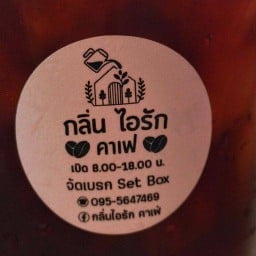 กลิ่น ไอรัก
คาเฟ่
เปิด 8.00-18.00 น.
จัดเบรก Set Box
095-5647469
กลิ่นไอรัก คาเฟ่